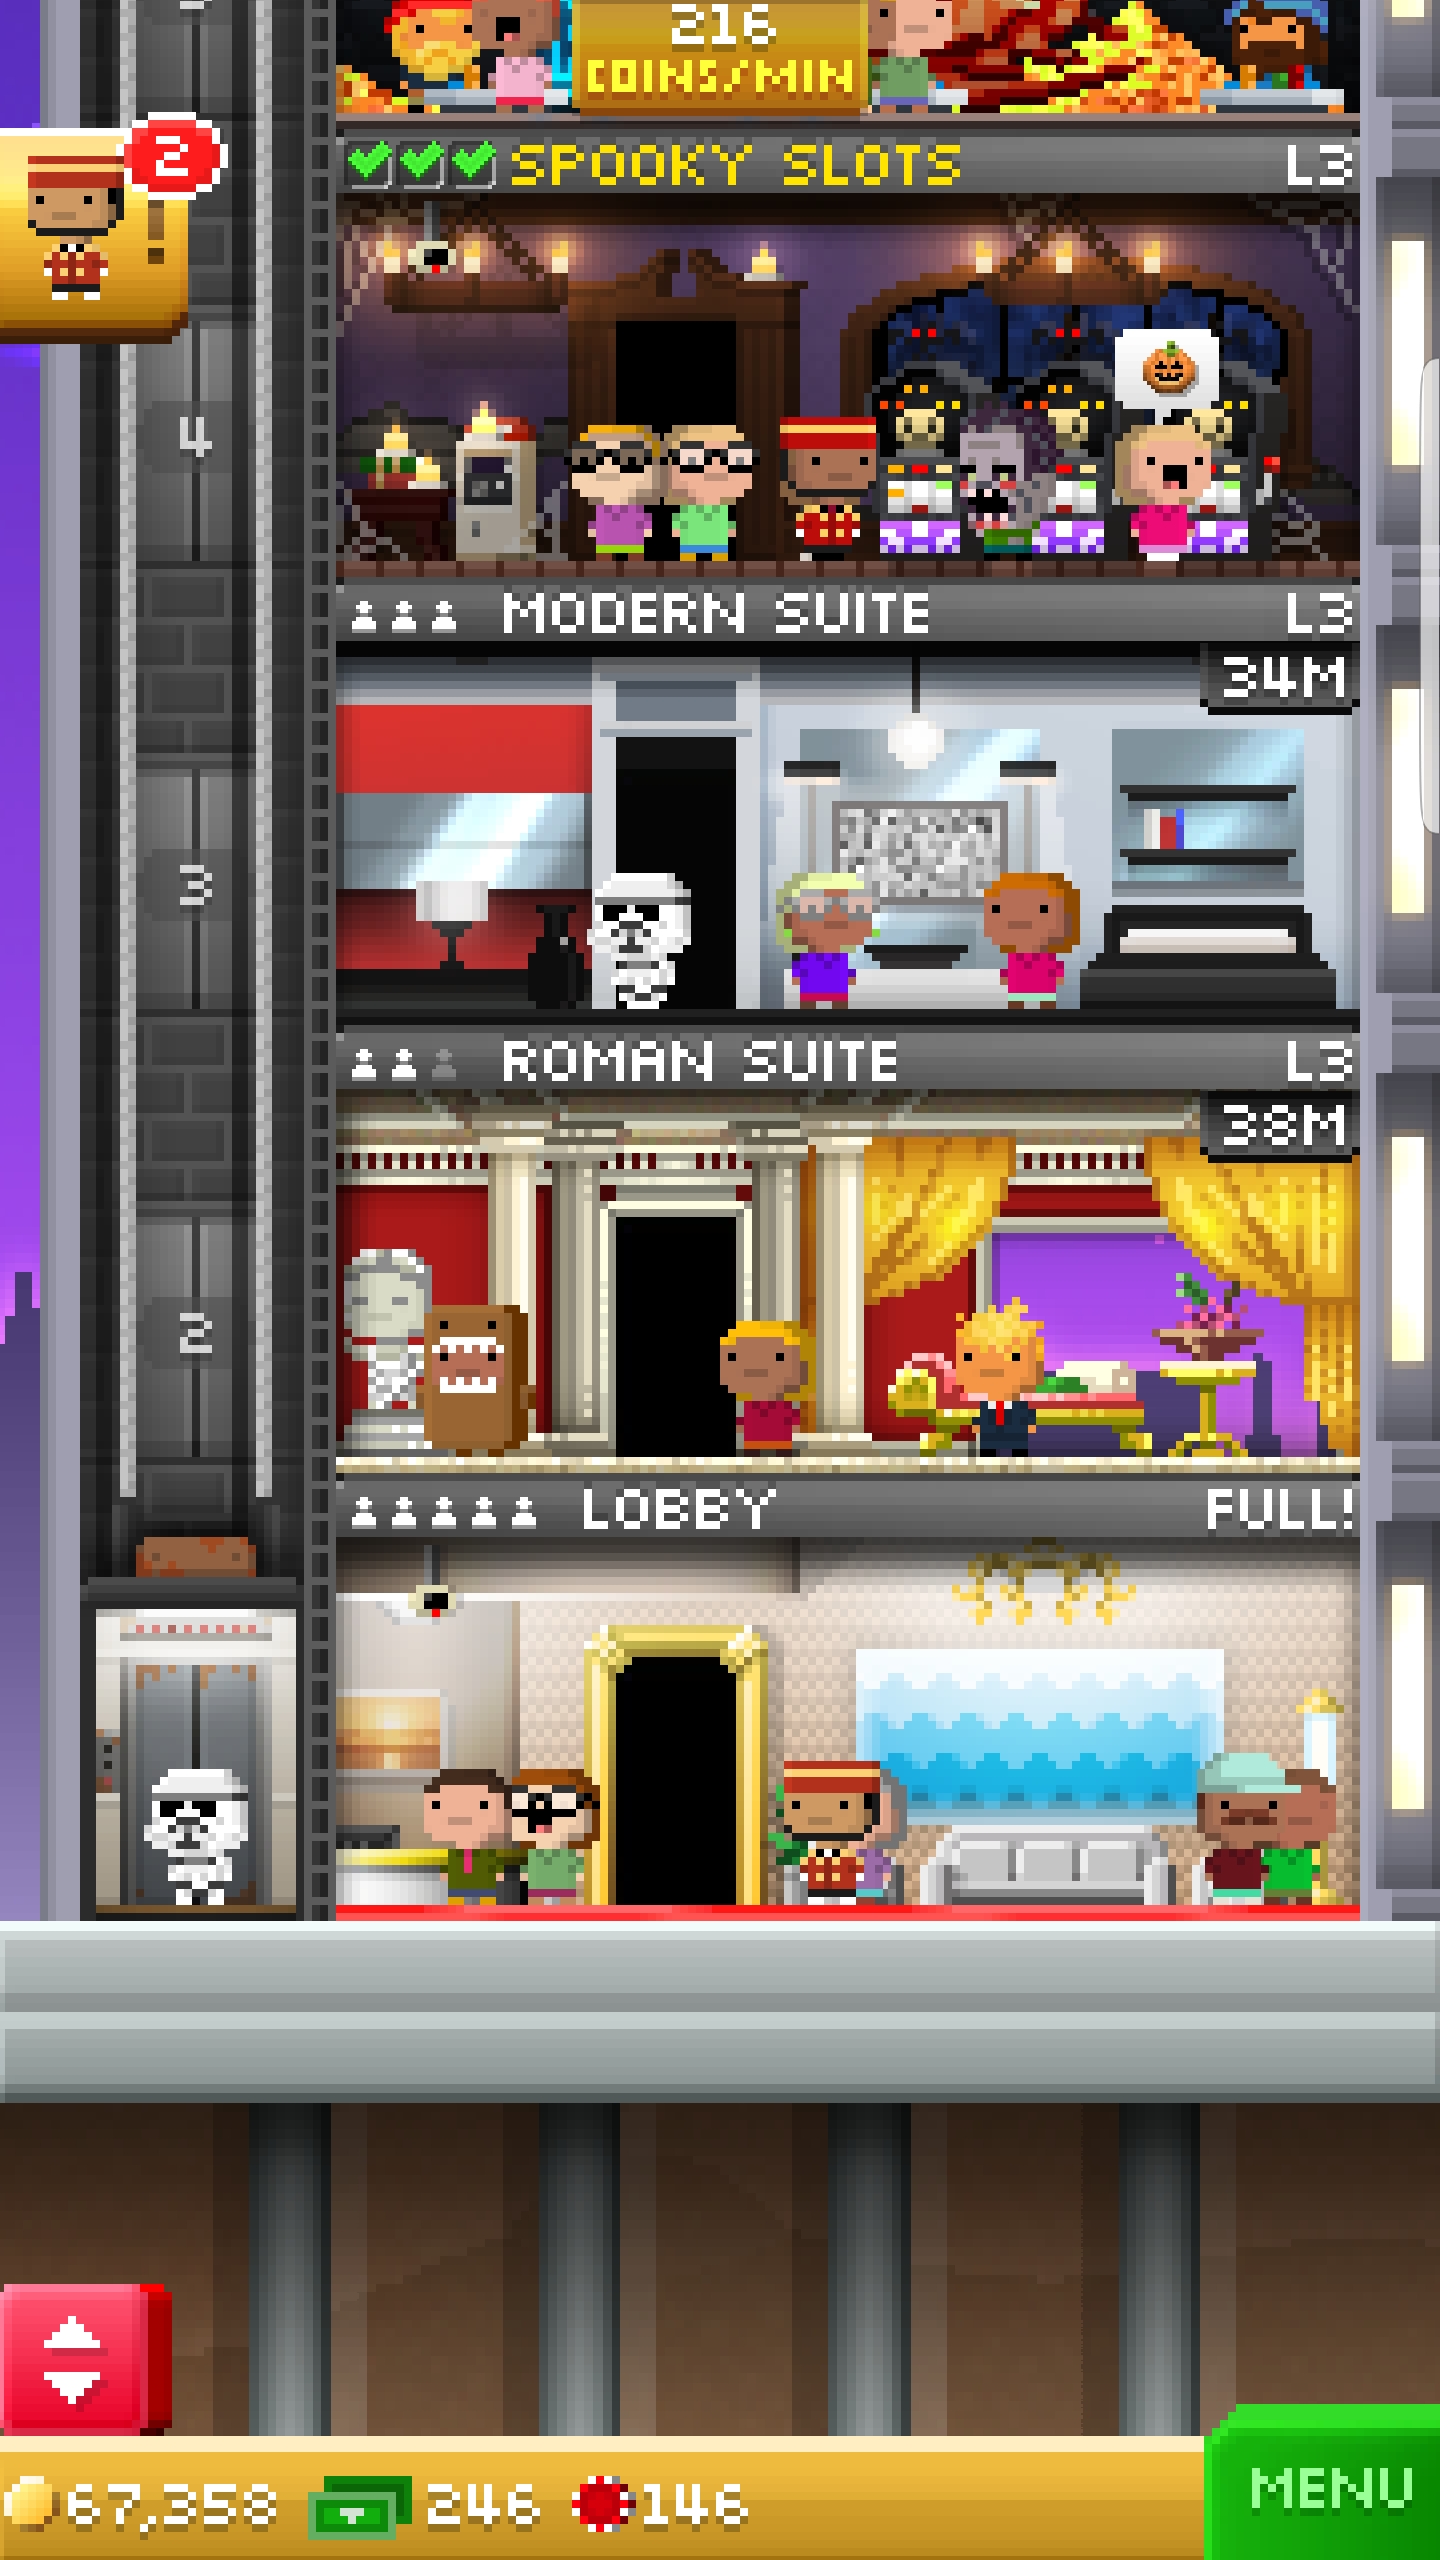 216
COINS/MIN
2
!
SPOOKY SLOTS L3
4
MODERN SUITE L3
34M
3
ROMAN SUITE L3
38M
2
LOBBY FULL!
67,358 246 146
MENU